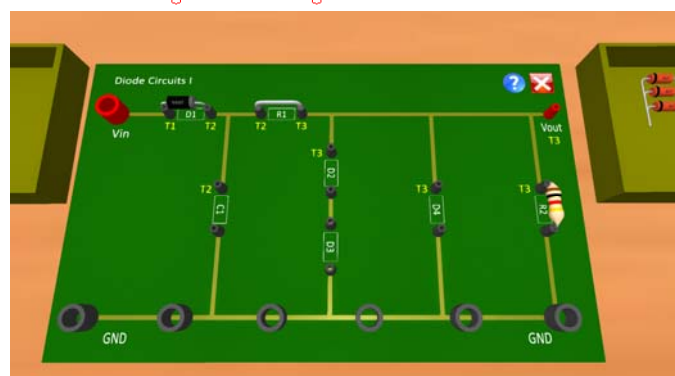 Diode Circuits I
?
Vin
D1
T1
T2
R1
T2
T3
Vout
T3
T3
D2
T2
C1
T3
D4
T3
R2
D3
GND
GND